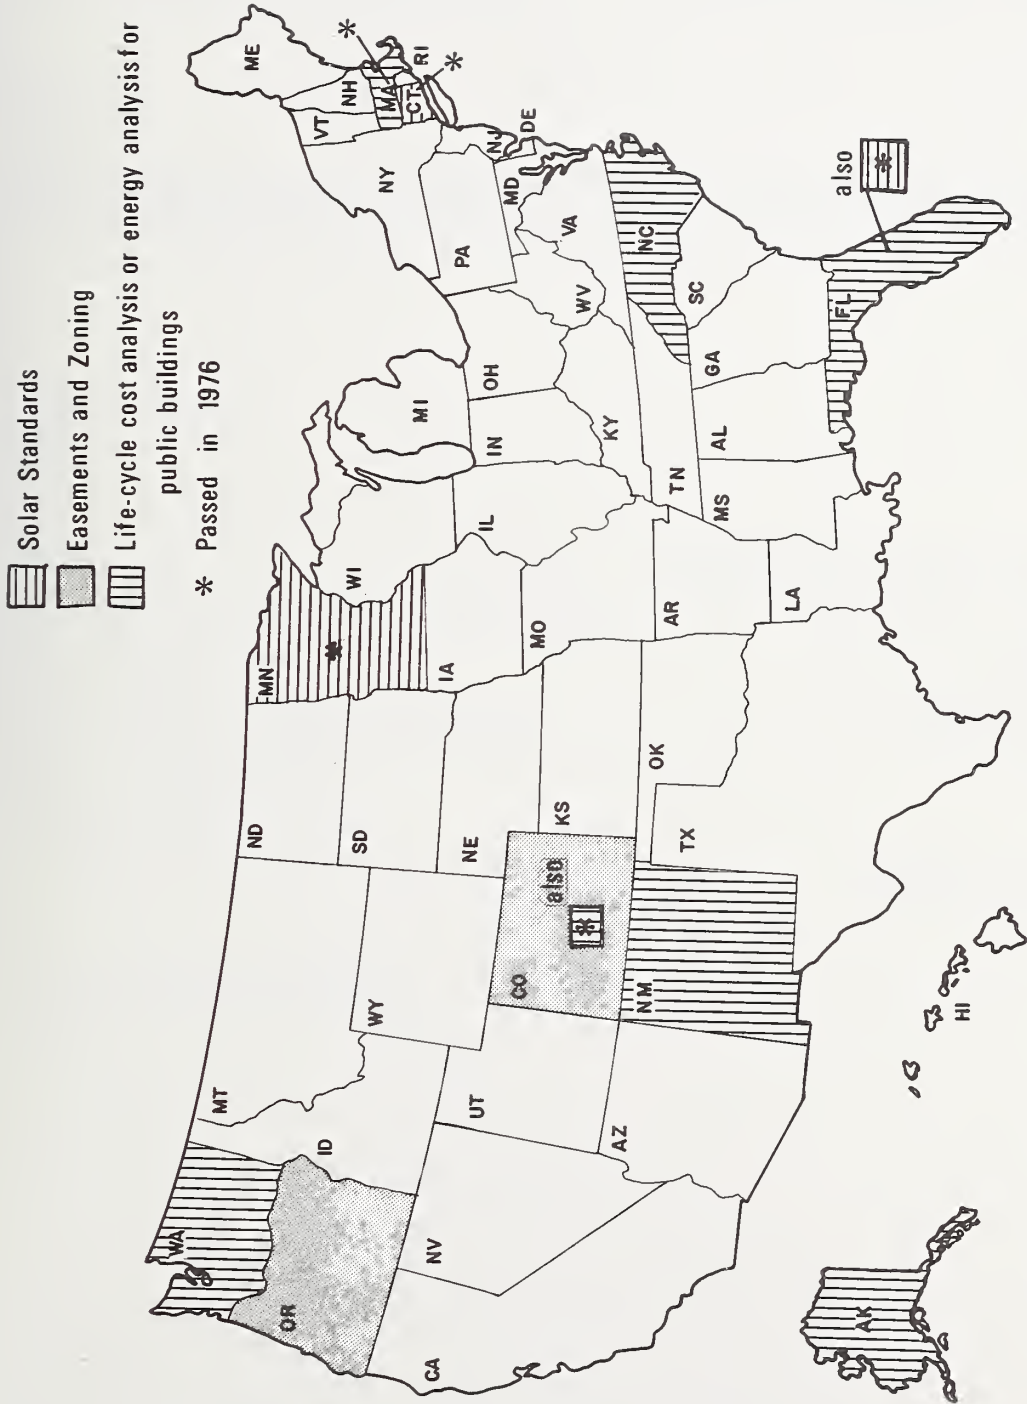 Solar Standards
Easements and Zoning
Life-cycle cost analysis or energy analysis for
public buildings
* Passed in 1976
WA
OR
CA
NV
ID
MT
WY
UT
AZ
CO
also
*
NM
ND
SD
NE
KS
OK
TX
MN
*
IA
MO
AR
LA
WI
IL
MI
IN
OH
KY
TN
MS
AL
GA
FL
also
*
SC
NC
VA
WV
PA
NY
MD
DE
NJ
VT
NH
ME
MA
*
CT
*
RI
AK
HI